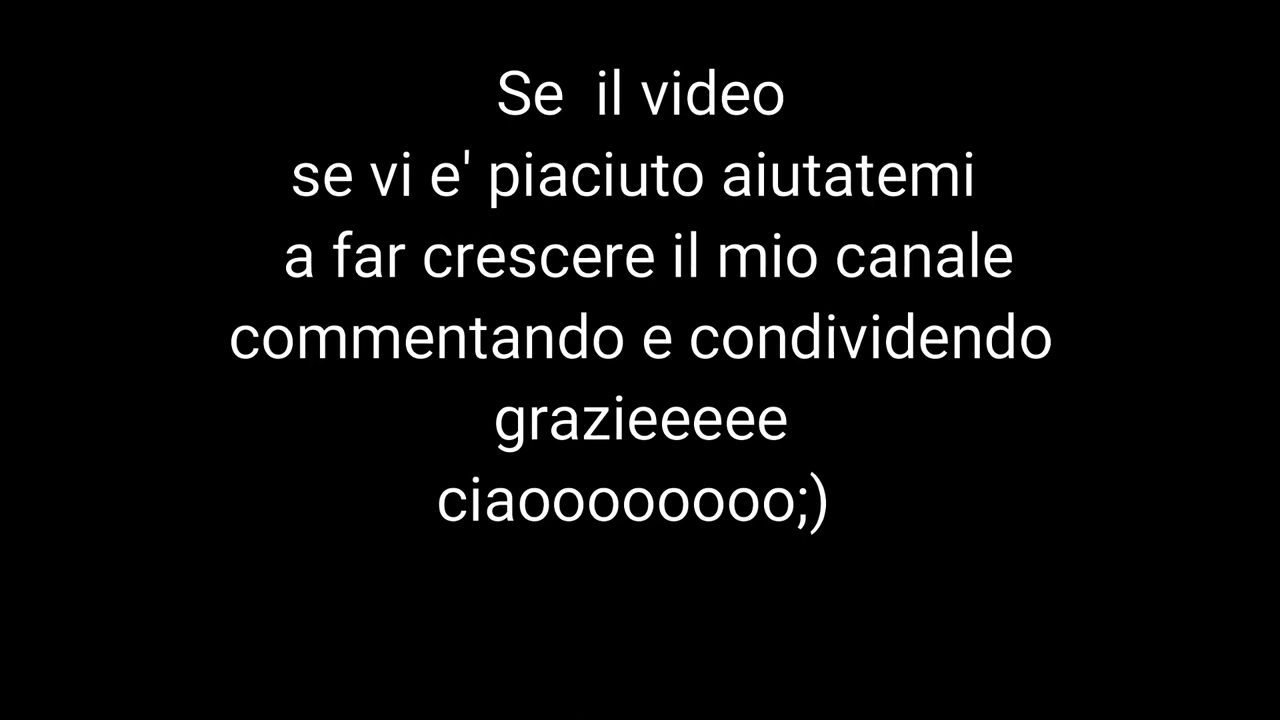 Se  il video
se vi e' piaciuto aiutatemi
a far crescere il mio canale
commentando e condividendo
grazieeeee
ciaoooooooo;)